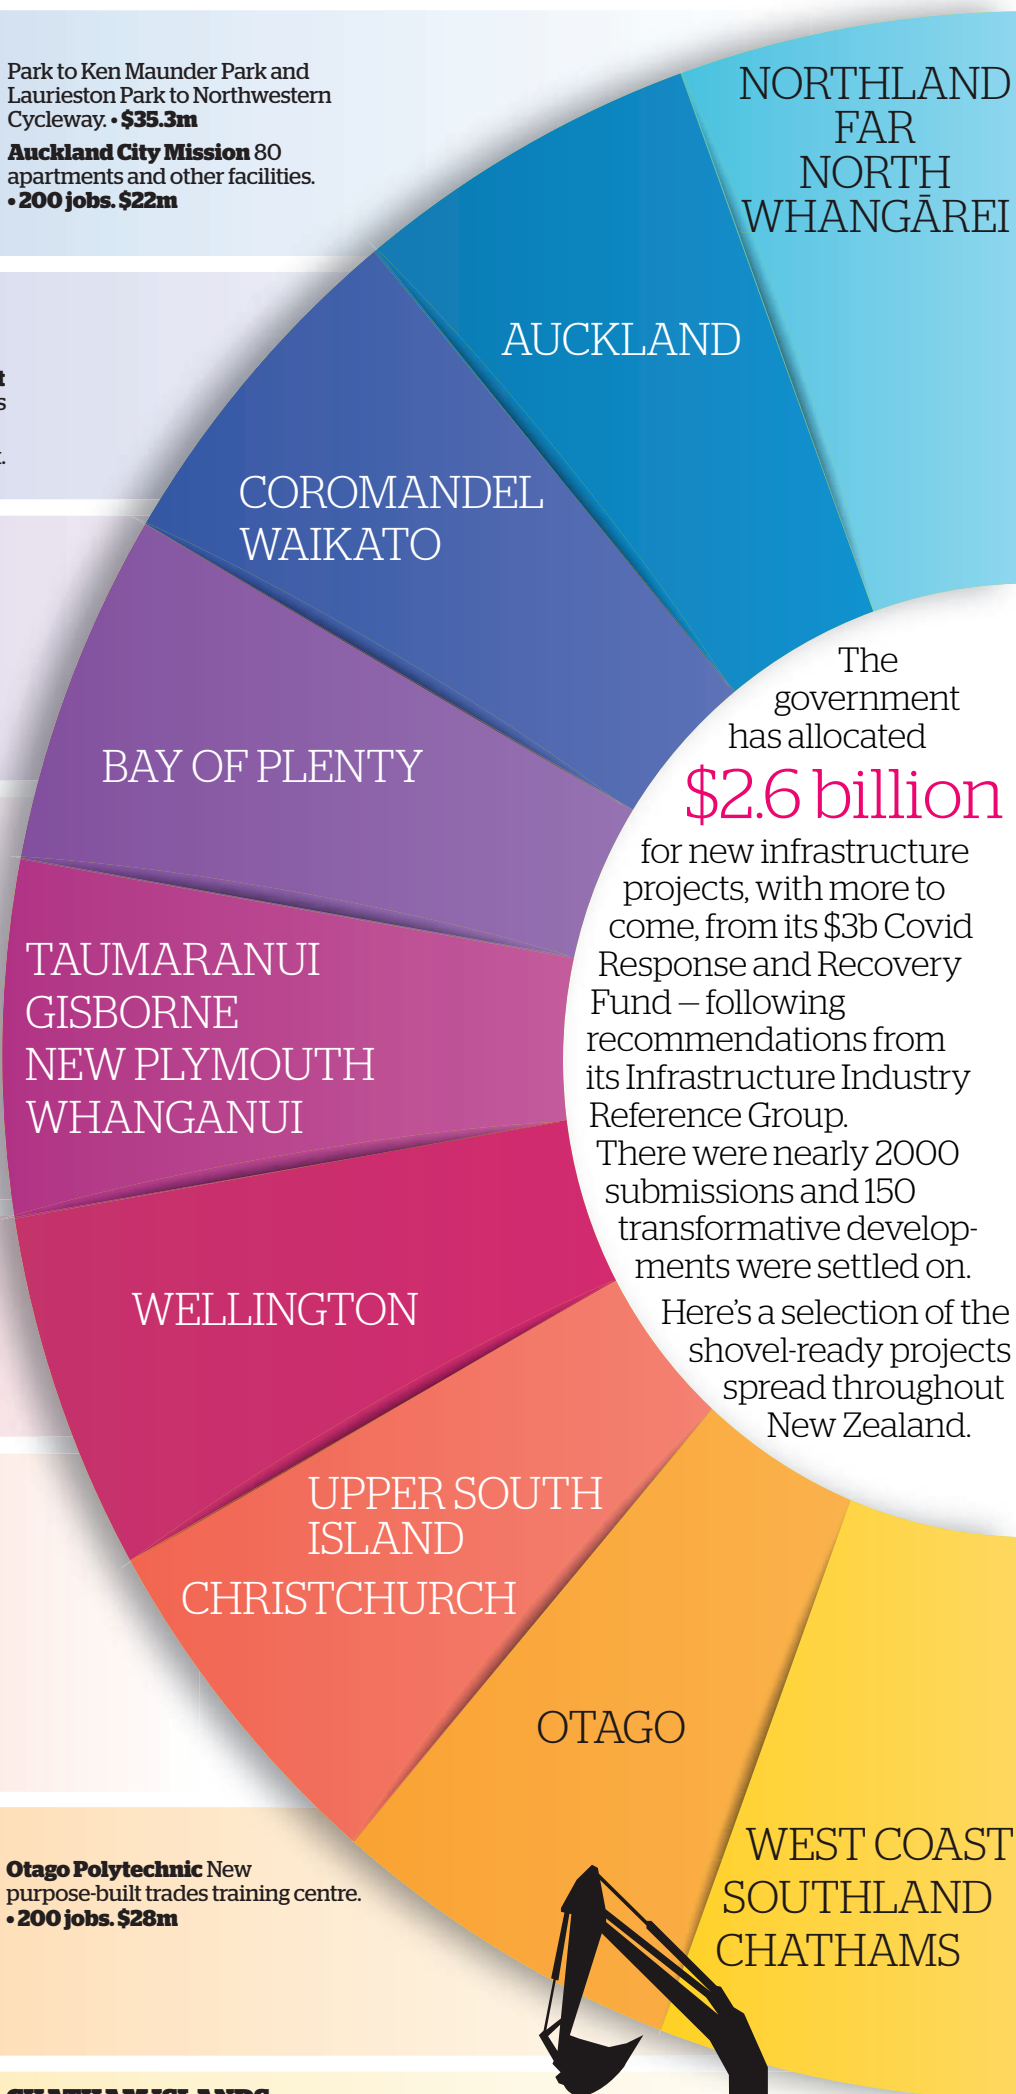 Park to Ken Maunder Park and
Laurieston Park to Northwestern
Cycleway. • $35.3m
Auckland City Mission 80
apartments and other facilities.
• 200 jobs. $22m
NORTHLAND
FAR
NORTH
WHANGĀREI
AUCKLAND
COROMANDEL
WAIKATO
BAY OF PLENTY
TAUMARANUI
GISBORNE
NEW PLYMOUTH
WHANGANUI
WELLINGTON
UPPER SOUTH
ISLAND
CHRISTCHURCH
OTAGO
WEST COAST
SOUTHLAND
CHATHAMS
The
government
has allocated
$2.6 billion
for new infrastructure
projects, with more to
come, from its $3b Covid
Response and Recovery
Fund — following
recommendations from
its Infrastructure Industry
Reference Group.
There were nearly 2000
submissions and 150
transformative develop-
ments were settled on.
Here's a selection of the
shovel-ready projects
spread throughout
New Zealand.
Otago Polytechnic New
purpose-built trades training centre.
• 200 jobs. $28m
CHATHAM ISLANDS